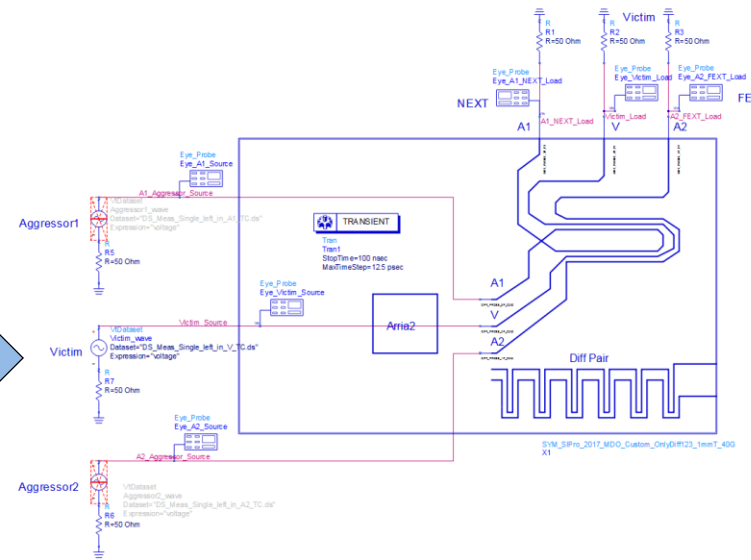 Victim
R
R1
R=50 Ohm
R
R2
R=50 Ohm
R
R3
R=50 Ohm
Eye_Probe
Eye_A1_NEXT_Load
Eye_Probe
Eye_Victim_Load
Eye_Probe
Eye_A2_FEXT_Load
NEXT
FE
A1_NEXT_Load
Victim_Load
A2_FEXT_Load
A1
V
A2
Eye_Probe
Eye_A1_Source
A1_Aggressor_Source
Aggressor1
VtDataset
Aggressor1_wave
Dataset="DS_Meas_Single_left_in_A1_TC.ds"
Expression="voltage"
R
R5
R=50 Ohm
TRANSIENT
Tran
Tran1
StopTime=100 nsec
MaxTimeStep=12.5 psec
Eye_Probe
Eye_Victim_Source
Victim_Source
Victim
VtDataset
Victim_wave
Dataset="DS_Meas_Single_left_in_V_TC.ds"
Expression="voltage"
R
R7
R=50 Ohm
Arria2
A1
V
A2
Diff Pair
Eye_Probe
Eye_A2_Source
A2_Aggressor_Source
SYM_SIPro_2017_MDO_Custom_OnlyDiff123_1mmT_40G
X1
Aggressor2
VtDataset
Aggressor2_wave
Dataset="DS_Meas_Single_left_in_A2_TC.ds"
Expression="voltage"
R
R6
R=50 Ohm